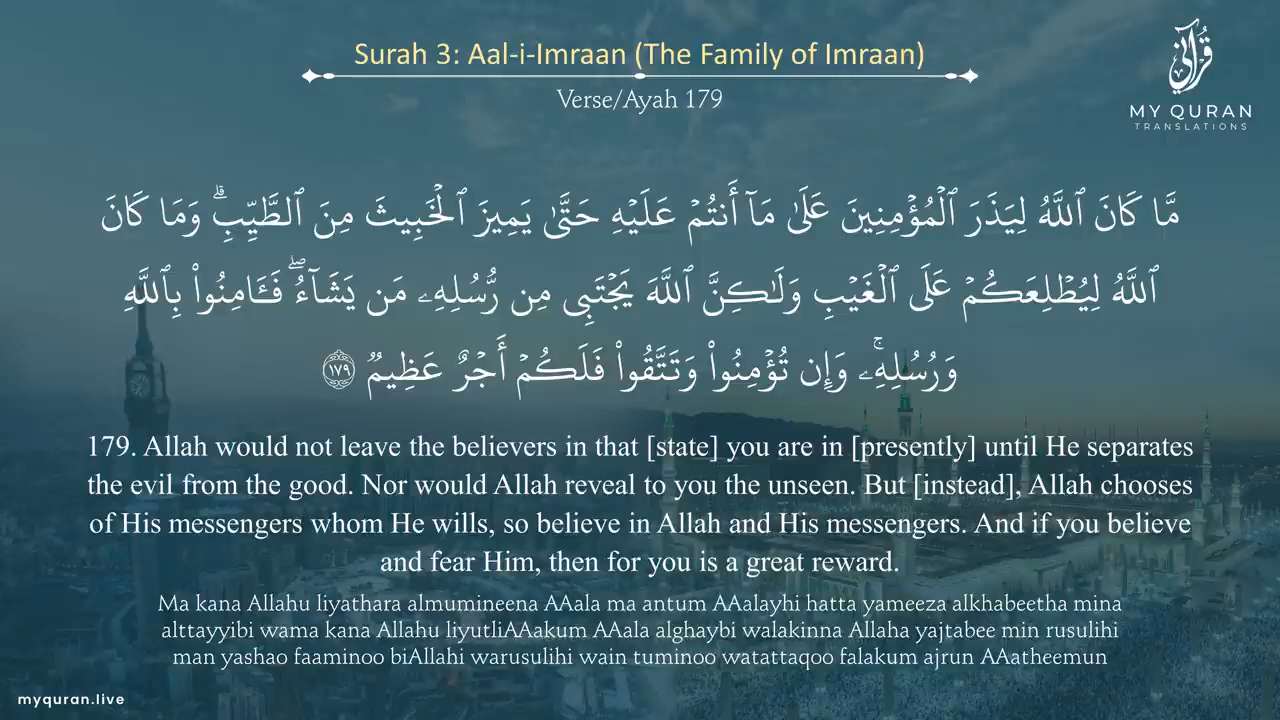 Surah 3: Aal-i-Imraan (The Family of Imraan)
Verse/Ayah 179
قرآني
MY QURAN
TRANSLATIONS
مَّا كَانَ ٱللَّهُ لِيَذَرَ ٱلْمُؤْمِنِينَ عَلَىٰ مَآ أَنتُمْ عَلَيْهِ حَتَّىٰ يَمِيزَ ٱلْخَبِيثَ مِنَ ٱلطَّيِّبِ ۗ وَمَا كَانَ
ٱللَّهُ لِيُطْلِعَكُمْ عَلَى ٱلْغَيْبِ وَلَـٰكِنَّ ٱللَّهَ يَجْتَبِى مِن رُّسُلِهِۦ مَن يَشَآءُ ۖ فَـَٔامِنُوا۟ بِٱللَّهِ
وَرُسُلِهِۦ ۚ وَإِن تُؤْمِنُوا۟ وَتَتَّقُوا۟ فَلَكُمْ أَجْرٌ عَظِيمٌ ١٧٩
179. Allah would not leave the believers in that [state] you are in [presently] until He separates
the evil from the good. Nor would Allah reveal to you the unseen. But [instead], Allah chooses
of His messengers whom He wills, so believe in Allah and His messengers. And if you believe
and fear Him, then for you is a great reward.
Ma kana Allahu liyathara almumineena AAala ma antum AAalayhi hatta yameeza alkhabeetha mina
alttayyibi wama kana Allahu liyutliAAakum AAala alghaybi walakinna Allaha yajtabee min rusulihi
man yashao faaminoo biAllahi warusulihi wain tuminoo watattaqoo falakum ajrun AAatheemun
myquran.live